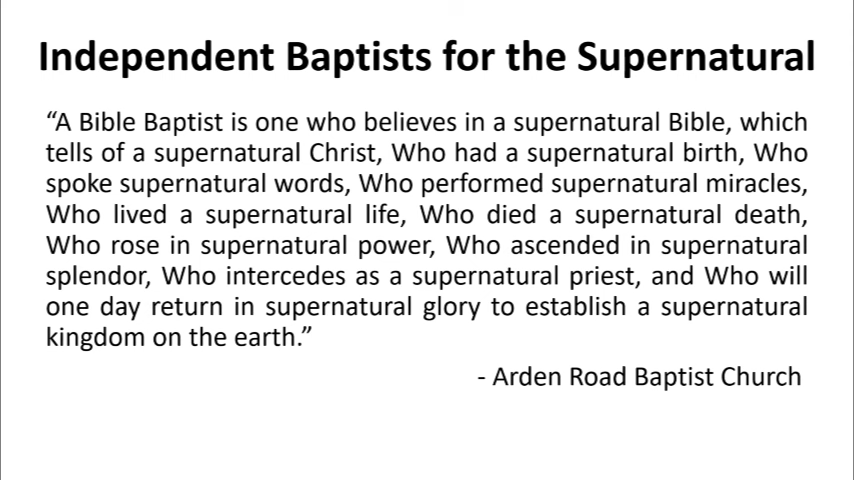 Independent Baptists for the Supernatural
“A Bible Baptist is one who believes in a supernatural Bible, which
tells of a supernatural Christ, Who had a supernatural birth, Who
spoke supernatural words, Who performed supernatural miracles,
Who lived a supernatural life, Who died a supernatural death,
Who rose in supernatural power, Who ascended in supernatural
splendor, Who intercedes as a supernatural priest, and Who will
one day return in supernatural glory to establish a supernatural
kingdom on the earth.”
- Arden Road Baptist Church